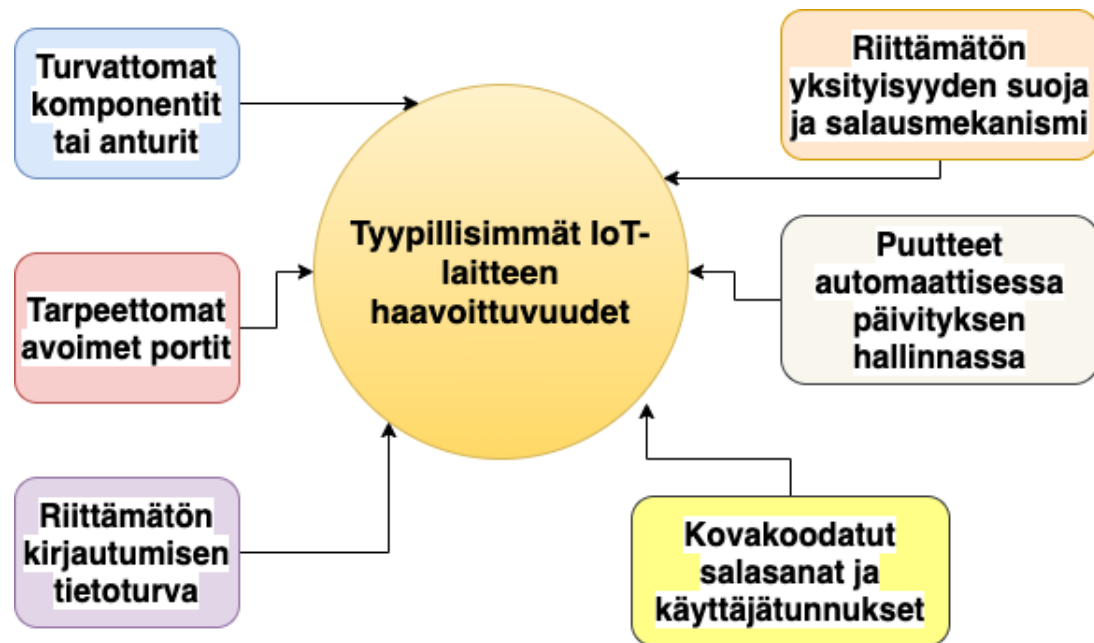 Turvattomat
komponentit
tai anturit
Riittämätön
yksityisyyden suoja
ja salausmekanismi
Tyypillisimmät IoT-
laitteen
haavoittuvuudet
Tarpeettomat
avoimet portit
Puutteet
automaattisessa
päivityksen
hallinnassa
Riittämätön
kirjautumisen
tietoturva
Kovakoodatut
salasanat ja
käyttäjätunnukset